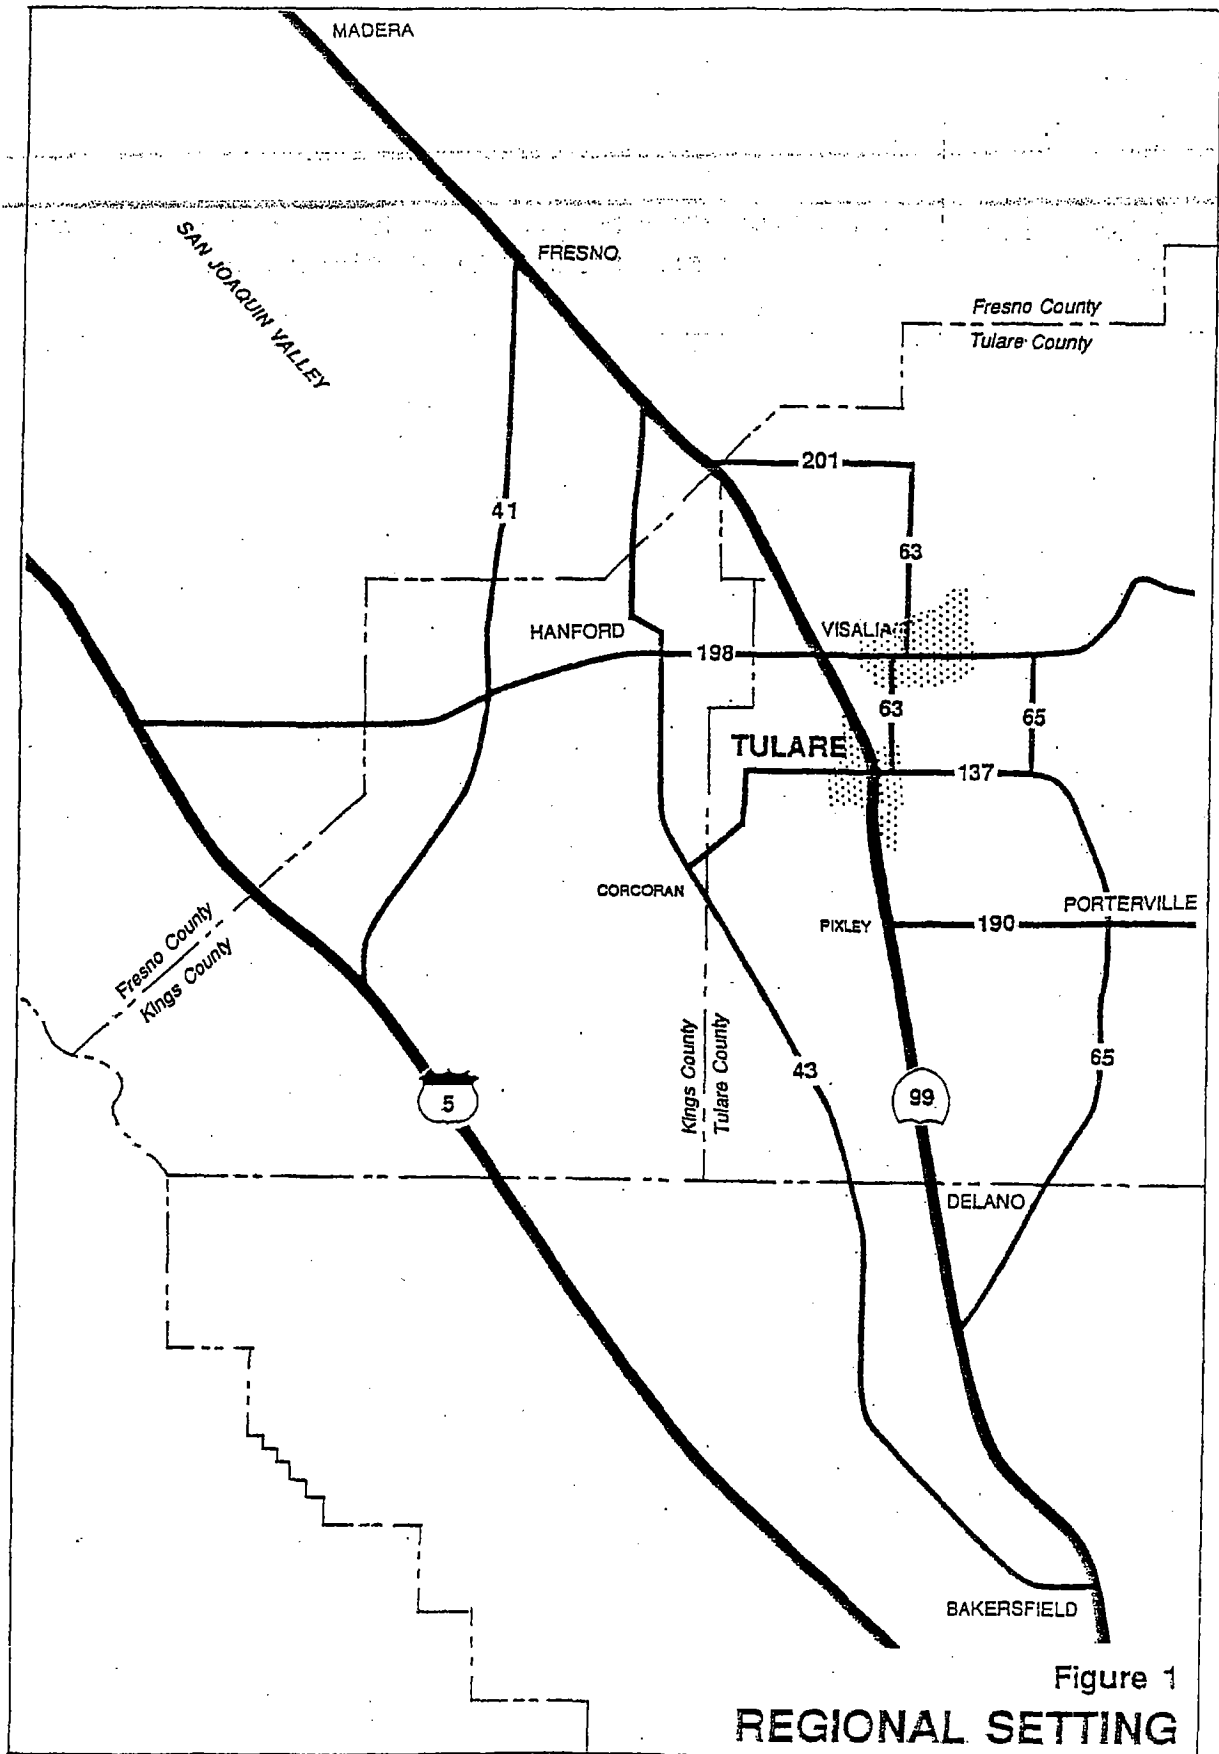 MADERA
SAN JOAQUIN VALLEY
FRESNO
Fresno County
Tulare County
201
41
63
HANFORD
VISALIA
198
63
65
TULARE
137
CORCORAN
PIXLEY
190
PORTERVILLE
Fresno County
Kings County
Kings County
Tulare County
43
65
5
99
DELANO
BAKERSFIELD
Figure 1
REGIONAL SETTING